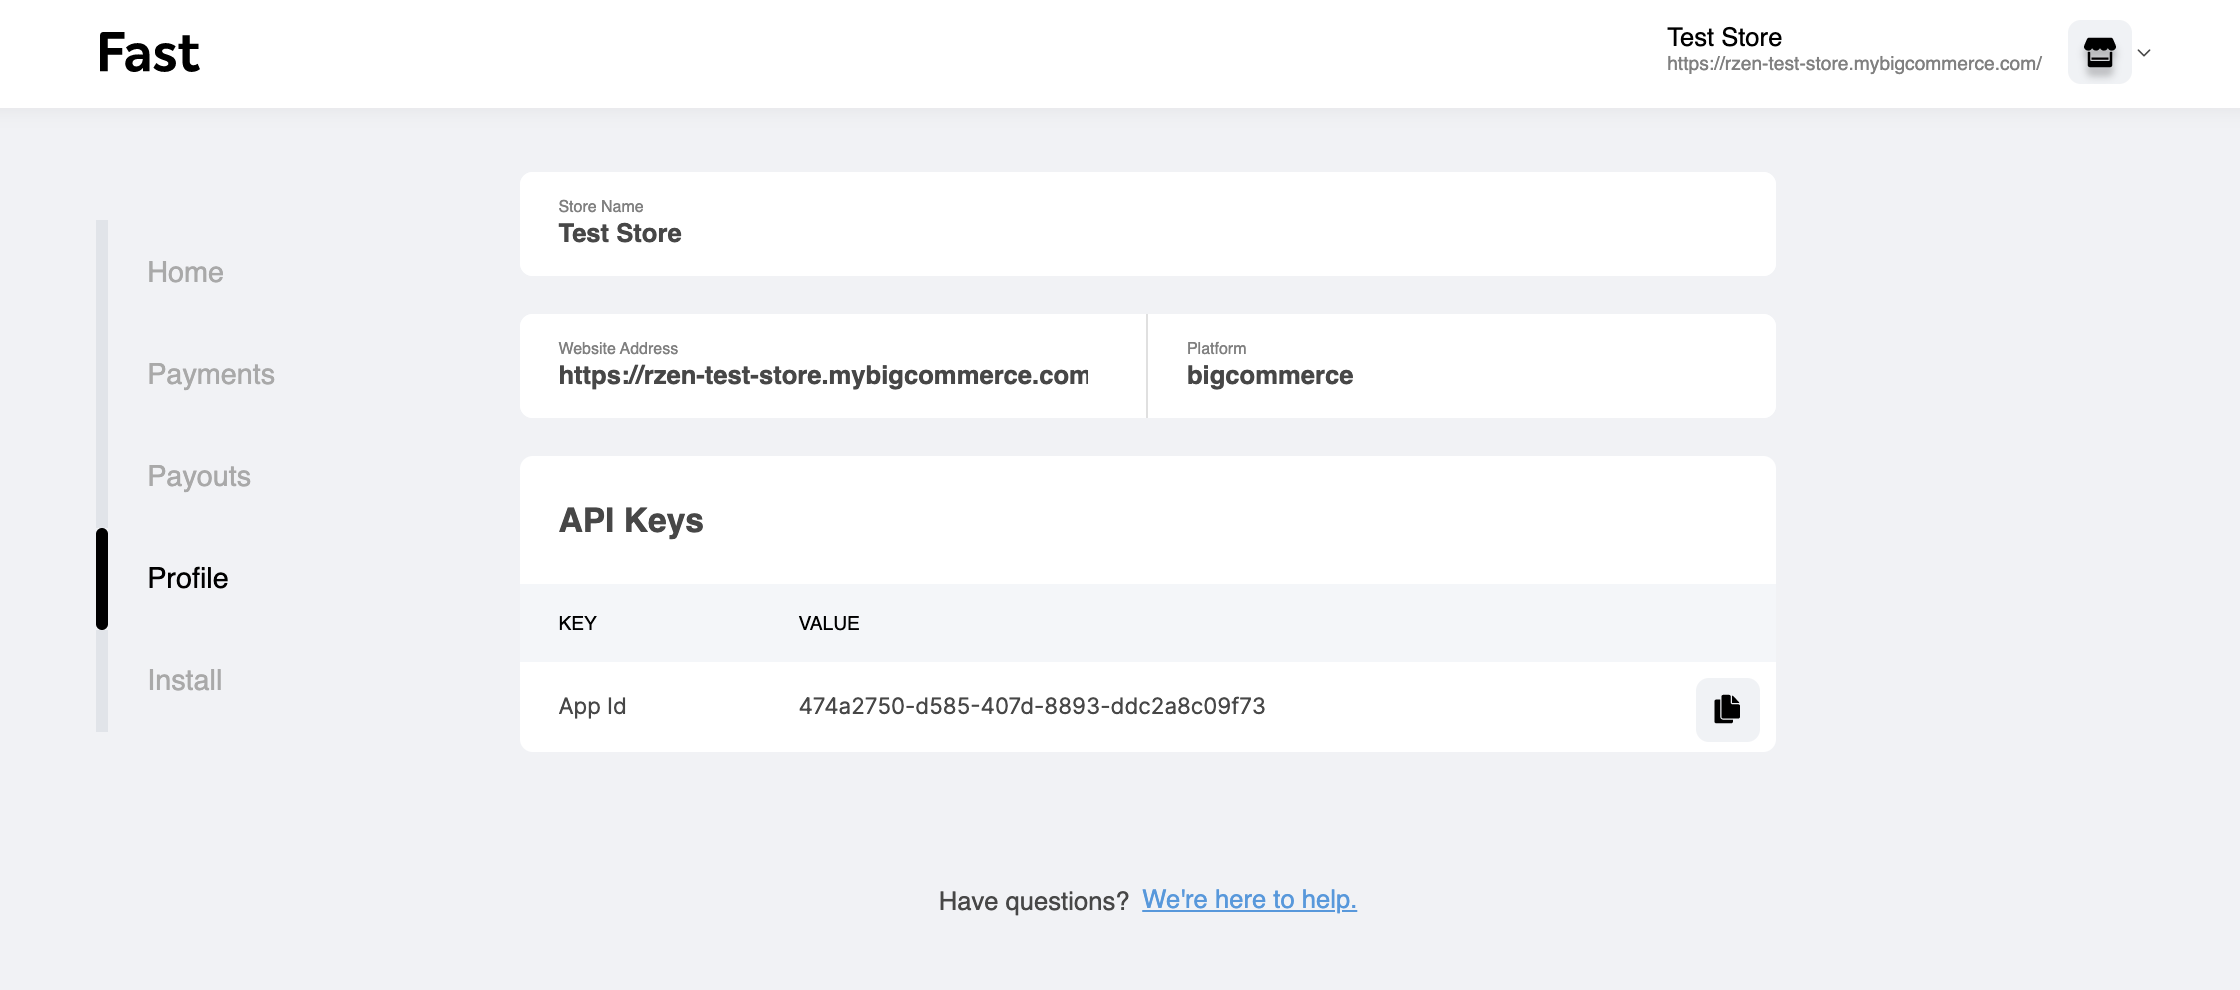 Fast
Test Store
https://rzen-test-store.mybigcommerce.com/
Home
Payments
Payouts
Profile
Install
Store Name
Test Store
Website Address
https://rzen-test-store.mybigcommerce.com
Platform
bigcommerce
API Keys
KEY VALUE
App Id 474a2750-d585-407d-8893-ddc2a8c09f73
Have questions? We're here to help.